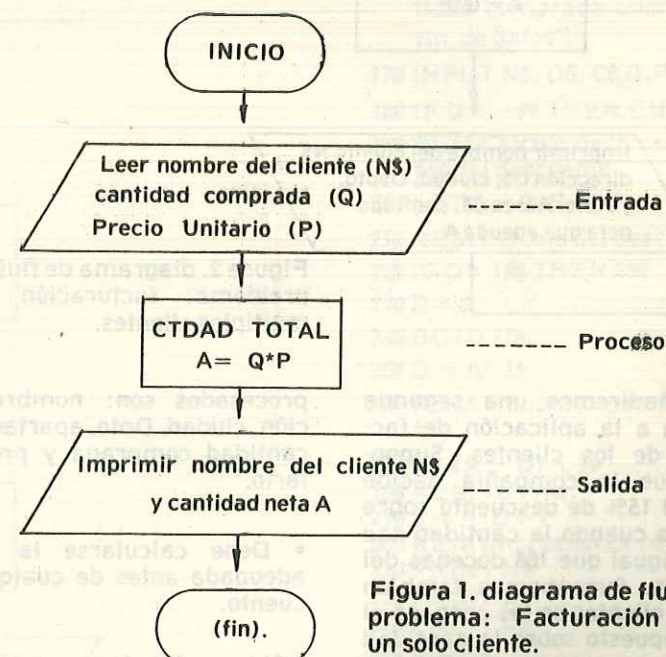 INICIO
Leer nombre del cliente (N$)
cantidad comprada (Q)
Precio Unitario (P)
Entrada
CTDAD TOTAL
A= Q*P
Proceso
Imprimir nombre del cliente N$
y cantidad neta A
Salida
Figura 1. diagrama de
problema: Facturación
un solo cliente.
(fin).